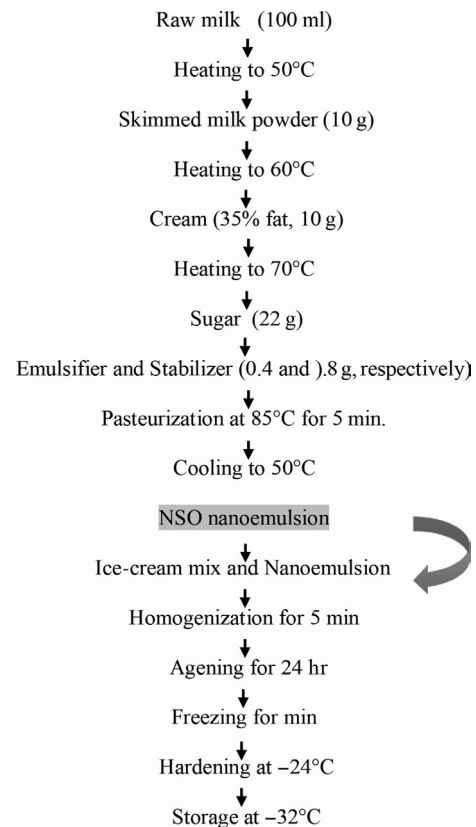 Raw milk (100 ml)
Heating to 50°C
Skimmed milk powder (10 g)
Heating to 60°C
Cream (35% fat, 10 g)
Heating to 70°C
Sugar (22 g)
Emulsifier and Stabilizer (0.4 and ).8 g, respectively)
Pasteurization at 85°C for 5 min.
Cooling to 50°C
NSO nanoemulsion
Ice-cream mix and Nanoemulsion
Homogenization for 5 min
Agening for 24 hr
Freezing for min
Hardening at –24°C
Storage at –32°C